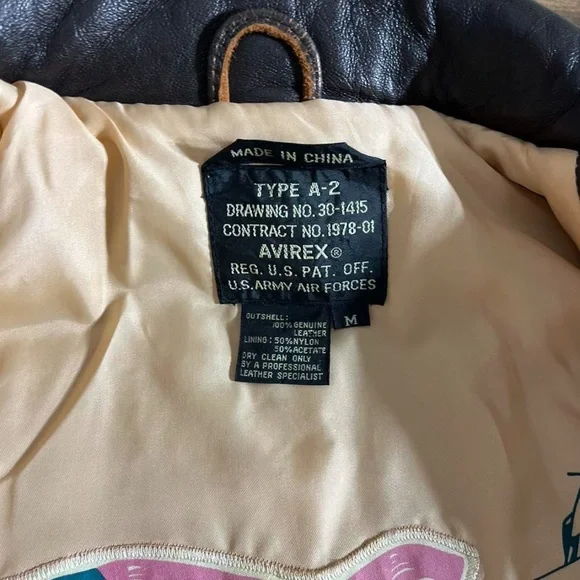 MADE IN CHINA
TYPE A-2
DRAWING NO. 30-1415
CONTRACT NO. 1978-01
AVIREX®
REG. U.S. PAT. OFF.
U.S. ARMY AIR FORCES
M
OUTSHELL:
100% GENUINE
LEATHER
LINING: 50% NYLON
50% ACETATE
DRY CLEAN ONLY
BY A PROFESSIONAL
LEATHER SPECIALIST